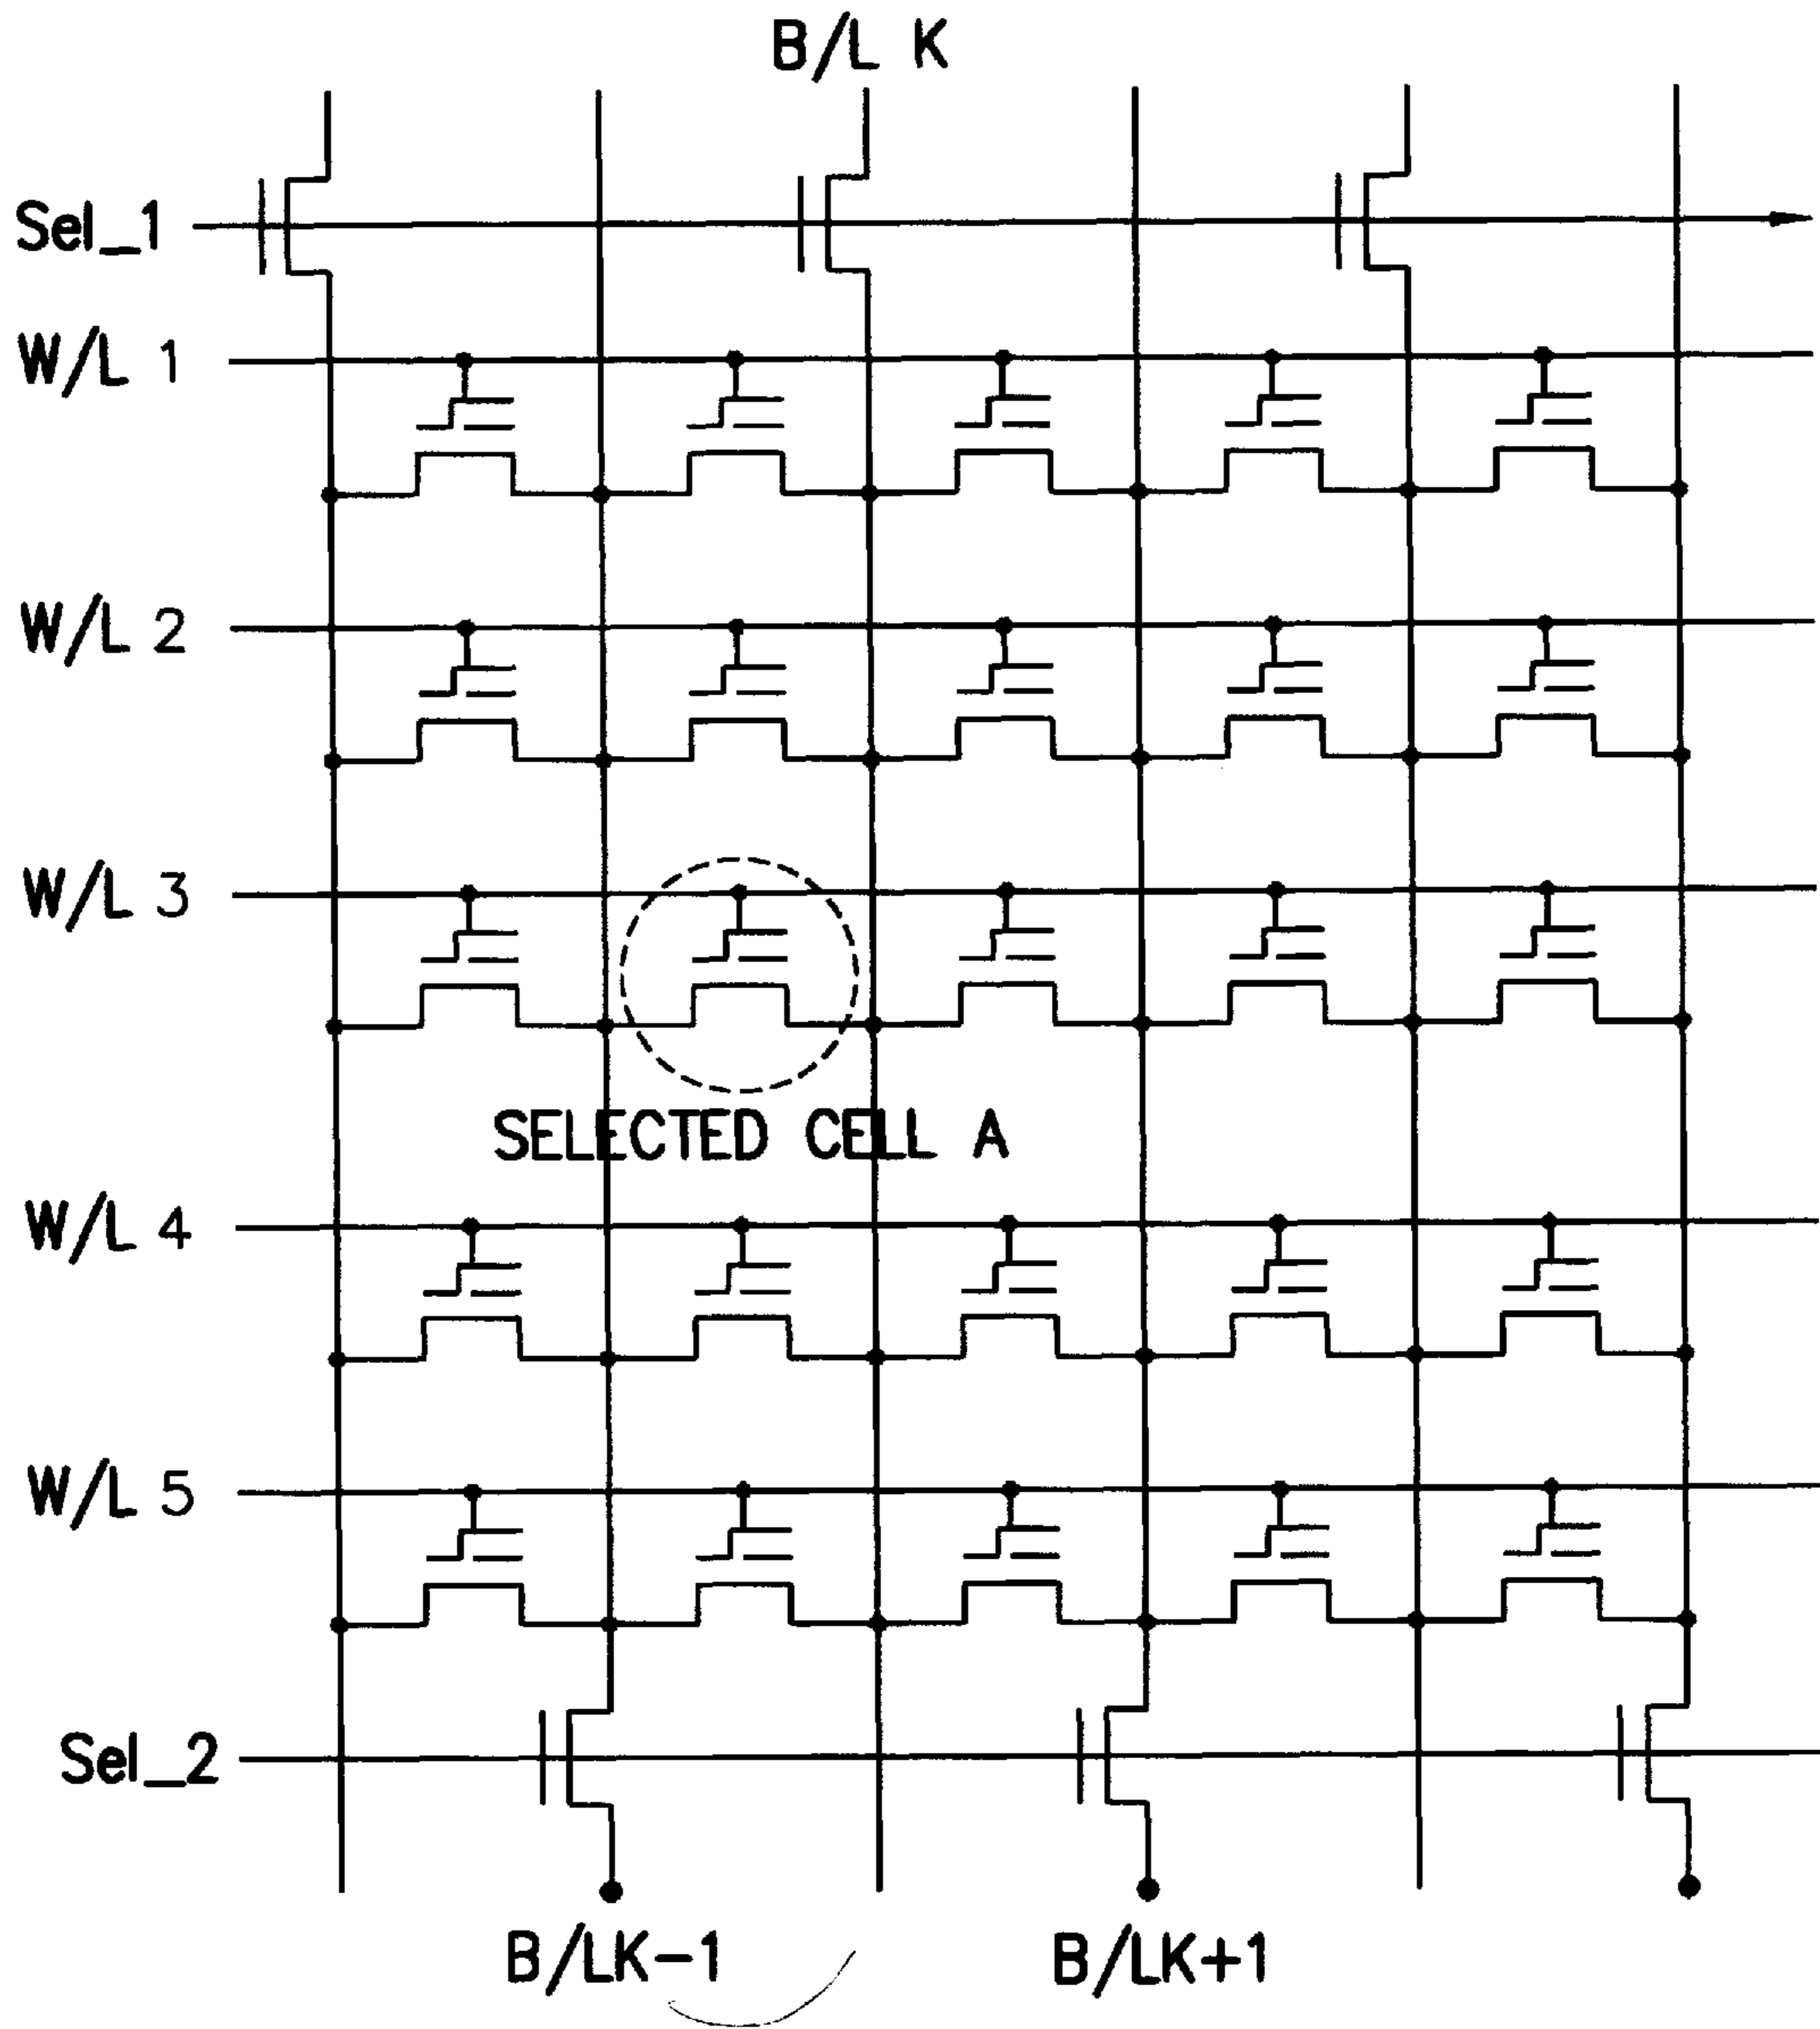 B/L K
Sel_1
W/L 1
W/L 2
W/L 3
SELECTED CELL A
W/L 4
W/L 5
Sel_2
B/LK-1
B/LK+1